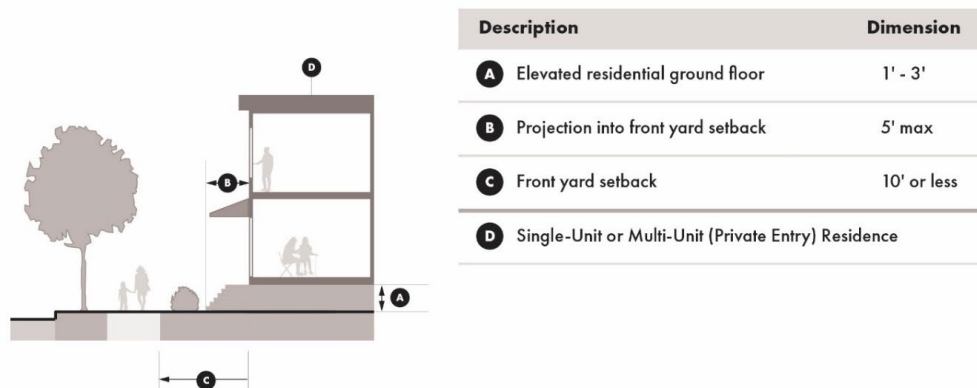 Description Dimension
A Elevated residential ground floor 1' - 3'
B Projection into front yard setback 5' max
C Front yard setback 10' or less
D Single-Unit or Multi-Unit (Private Entry) Residence
D
B
A
C